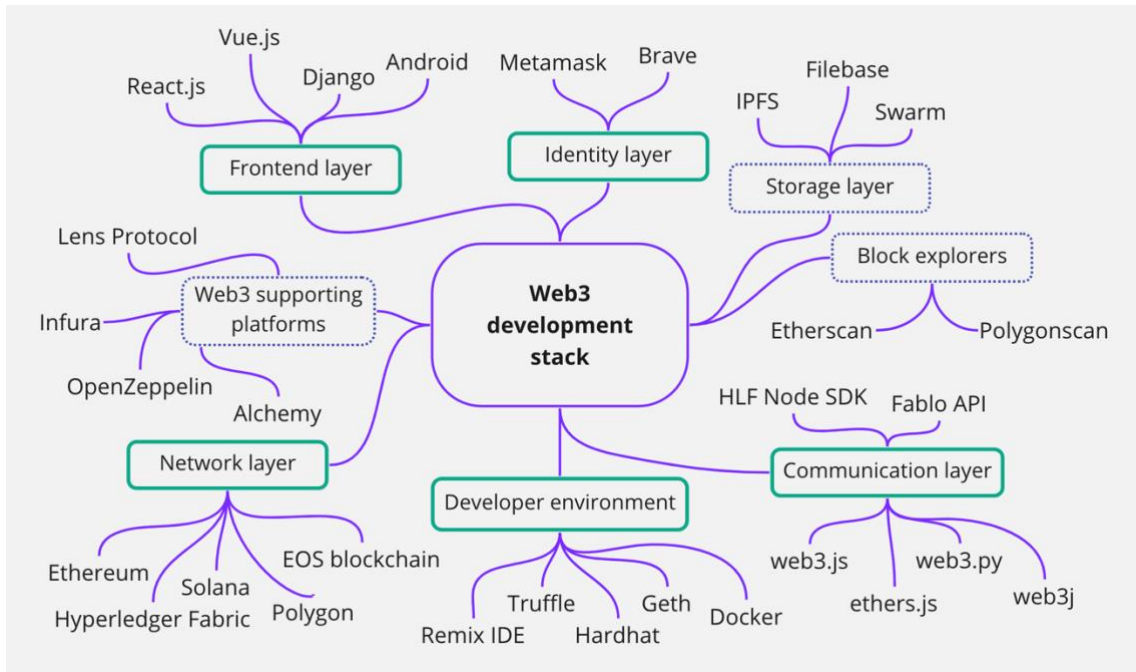 Vue.js
React.js
Django
Android
Frontend layer
Metamask
Brave
Identity layer
IPFS
Filebase
Swarm
Storage layer
Block explorers
Etherscan
Polygonscan
Lens Protocol
Web3 supporting
platforms
Infura
OpenZeppelin
Alchemy
Web3
development
stack
HLF Node SDK
Fablo API
Communication layer
web3.js
ethers.js
web3.py
web3j
Network layer
Ethereum
Hyperledger Fabric
Solana
Polygon
EOS blockchain
Developer environment
Remix IDE
Truffle
Hardhat
Geth
Docker